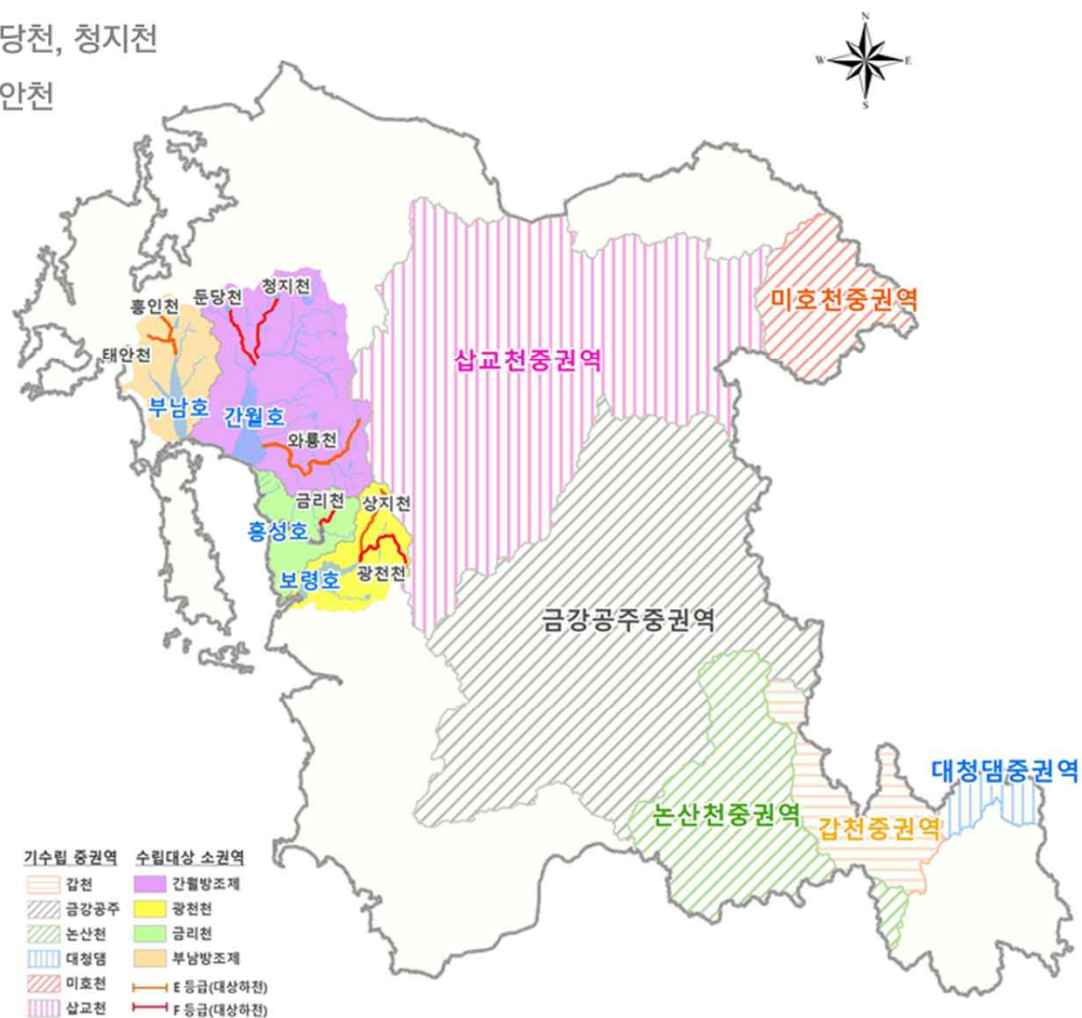 당천, 청지천
안천
N
W
E
S
미호천중권역
청지천
둔당천
흥인천
태안천
삽교천중권역
부남호
간월호
와룡천
금리천
상지천
홍성호
광천천
보령호
금강공주중권역
대청댐중권역
논산천중권역
갑천중권역
기수립 중권역
갑천
금강공주
논산천
대청댐
미호천
삽교천
수립대상 소권역
간월방조제
광천천
금리천
부남방조제
E 등급(대상하천)
F 등급(대상하천)